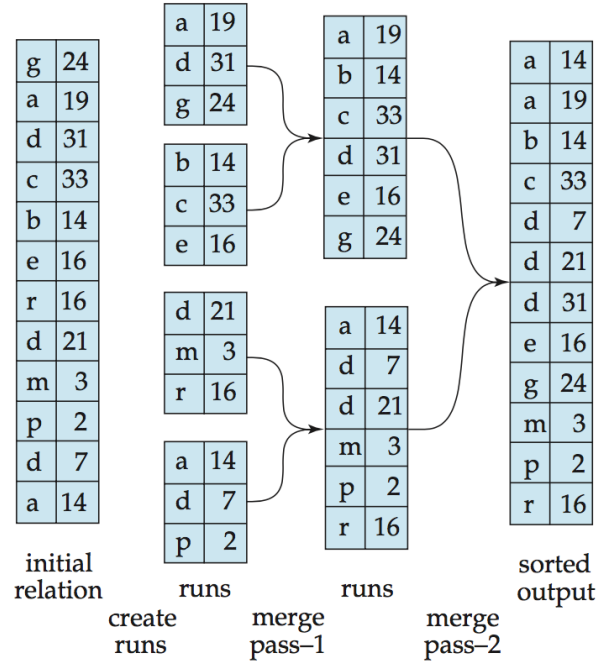 g 24
a 19
d 31
c 33
b 14
e 16
r 16
d 21
m 3
p 2
d 7
a 14
initial
relation
a 19
d 31
g 24
b 14
c 33
e 16
d 21
m 3
r 16
a 14
d 7
p 2
runs
create
runs
a 19
b 14
c 33
d 31
e 16
g 24
a 14
d 7
d 21
m 3
p 2
r 16
runs
merge
pass–1
a 14
a 19
b 14
c 33
d 7
d 21
d 31
e 16
g 24
m 3
p 2
r 16
sorted
output
merge
pass–2